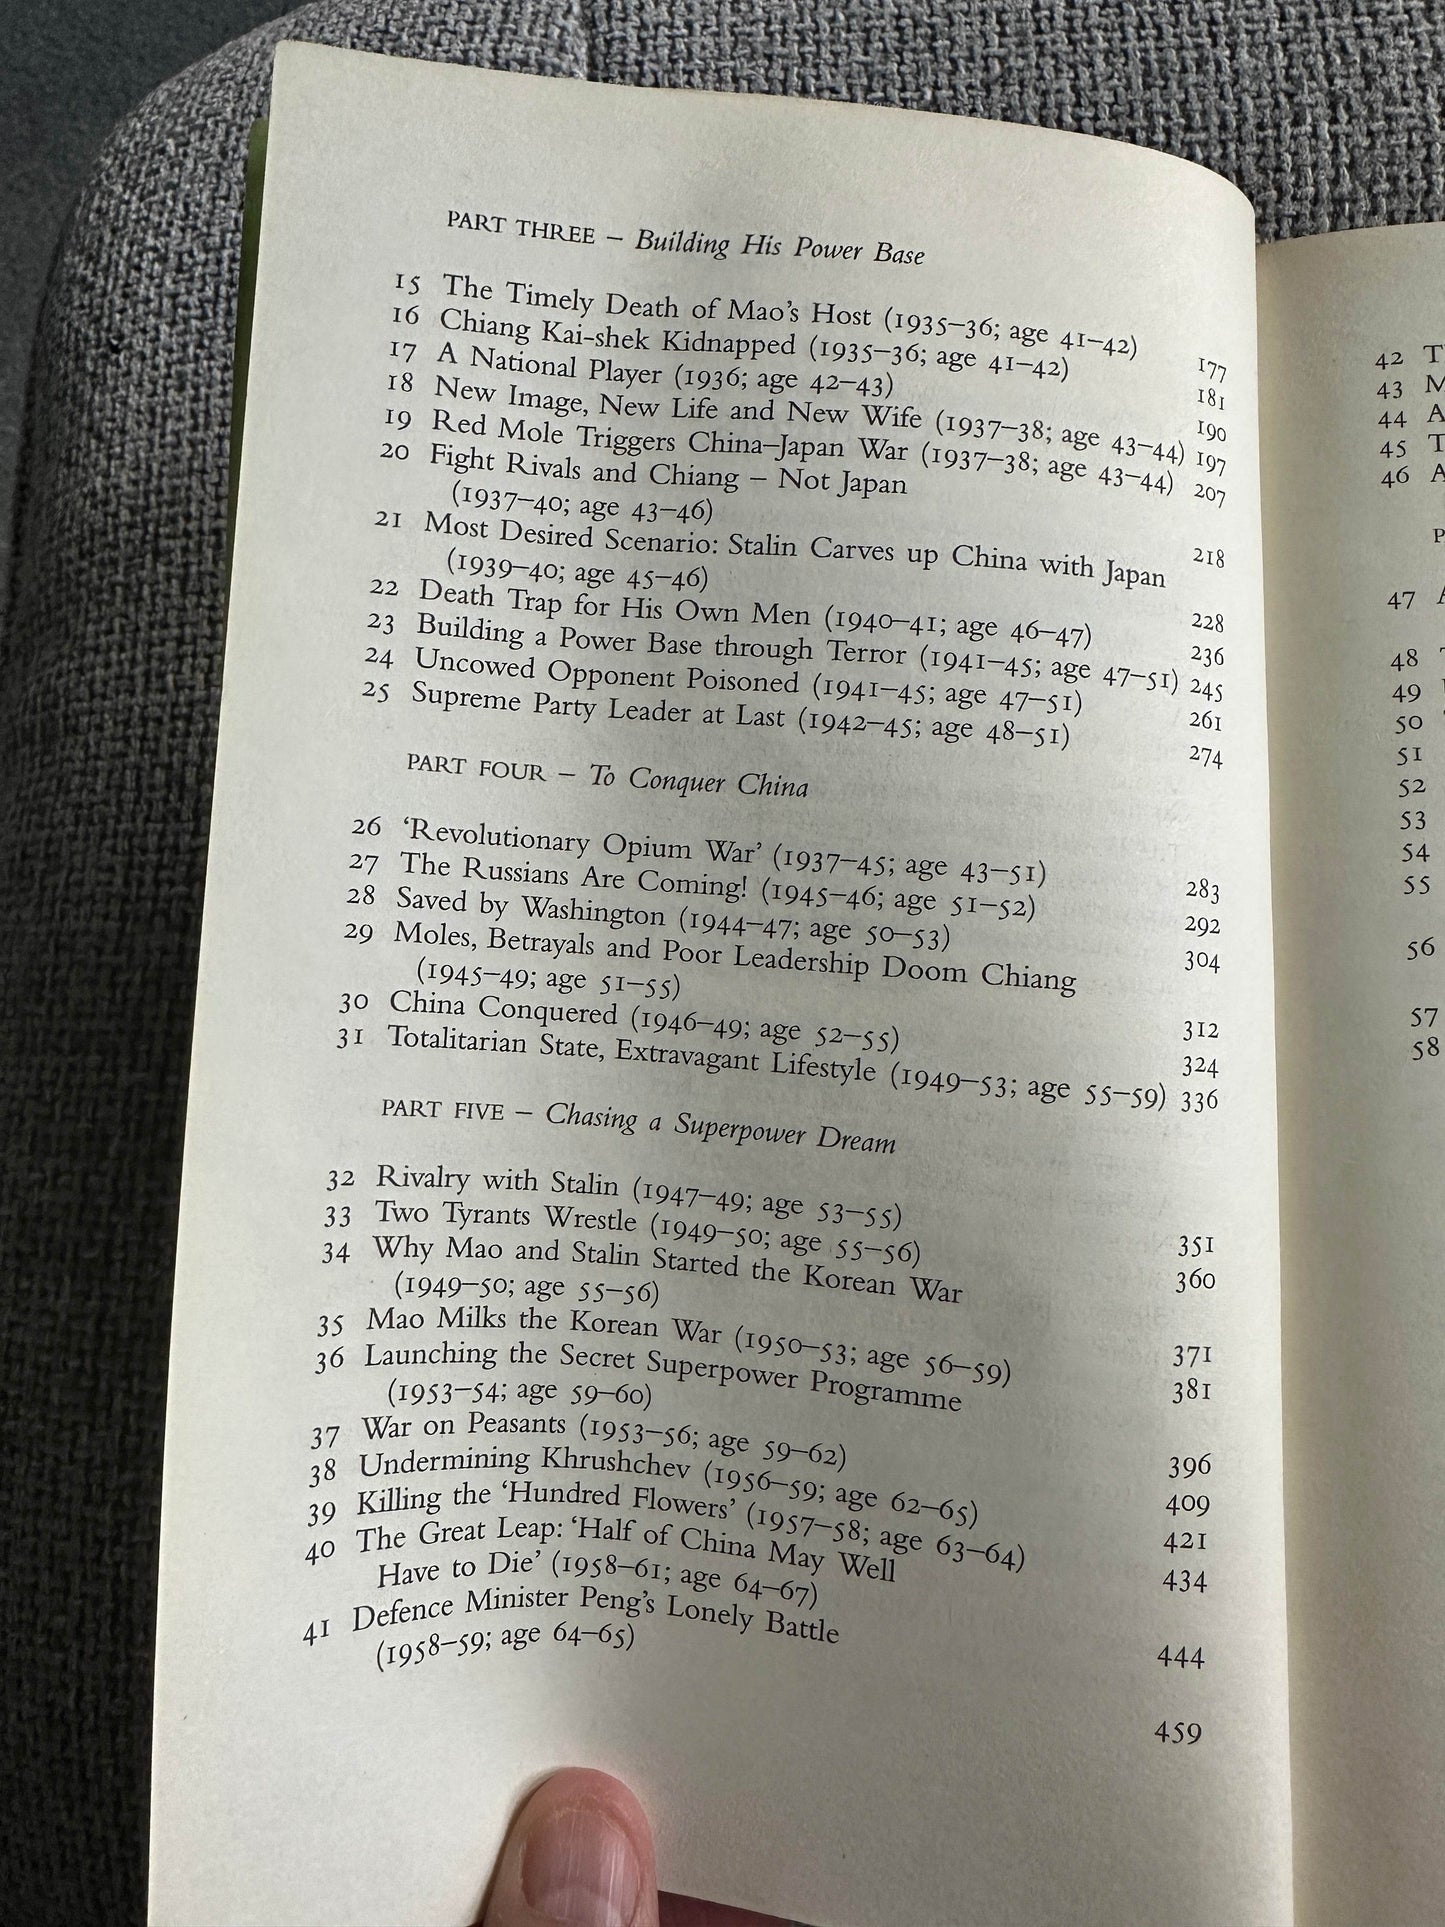 PART THREE – Building His Power Base
15 The Timely Death of Mao's Host (1935–36; age 41–42) 177
16 Chiang Kai-shek Kidnapped (1935–36; age 41–42) 181
17 A National Player (1936; age 42–43) 190
18 New Image, New Life and New Wife (1937–38; age 43–44) 197
19 Red Mole Triggers China–Japan War (1937–38; age 43–44) 207
20 Fight Rivals and Chiang – Not Japan
(1937–40; age 43–46) 218
21 Most Desired Scenario: Stalin Carves up China with Japan
(1939–40; age 45–46) 228
22 Death Trap for His Own Men (1940–41; age 46–47) 236
23 Building a Power Base through Terror (1941–45; age 47–51) 245
24 Uncowed Opponent Poisoned (1941–45; age 47–51) 261
25 Supreme Party Leader at Last (1942–45; age 48–51) 274
PART FOUR – To Conquer China
26 'Revolutionary Opium War' (1937–45; age 43–51) 283
27 The Russians Are Coming! (1945–46; age 51–52) 292
28 Saved by Washington (1944–47; age 50–53) 304
29 Moles, Betrayals and Poor Leadership Doom Chiang
(1945–49; age 51–55) 312
30 China Conquered (1946–49; age 52–55) 324
31 Totalitarian State, Extravagant Lifestyle (1949–53; age 55–59) 336
PART FIVE – Chasing a Superpower Dream
32 Rivalry with Stalin (1947–49; age 53–55) 351
33 Two Tyrants Wrestle (1949–50; age 55–56) 360
34 Why Mao and Stalin Started the Korean War
(1949–50; age 55–56) 371
35 Mao Milks the Korean War (1950–53; age 56–59) 381
36 Launching the Secret Superpower Programme
(1953–54; age 59–60) 396
37 War on Peasants (1953–56; age 59–62) 409
38 Undermining Khrushchev (1956–59; age 62–65) 421
39 Killing the 'Hundred Flowers' (1957–58; age 63–64) 434
40 The Great Leap: 'Half of China May Well
Have to Die' (1958–61; age 64–67) 444
41 Defence Minister Peng's Lonely Battle
(1958–59; age 64–65) 459
42
43
44
45
46
47
48
49
50
51
52
53
54
55
56
57
58